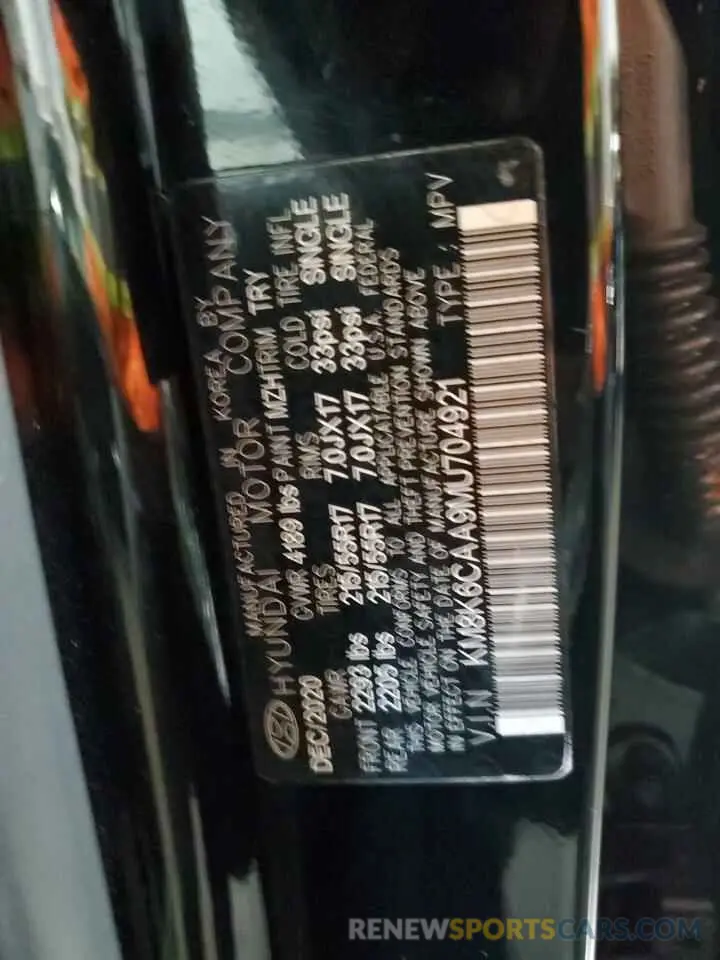 MANUFACTURED IN KOREA BY
HYUNDAI MOTOR COMPANY
DEC/2020 GVWR 4189 lbs PAINT MZHTRIM TRY
GAWR TIRES RIMS COLD TIRE INFL
FRONT 2293 lbs 215/55R17 7.0JX17 33psi SINGLE
REAR 2205 lbs 215/55R17 7.0JX17 33psi SINGLE
THIS VEHICLE CONFORMS TO ALL APPLICABLE U.S.A. FEDERAL
MOTOR VEHICLE SAFETY AND THEFT PREVENTION STANDARDS
IN EFFECT ON THE DATE OF MANUFACTURE SHOWN ABOVE
VIN KM8K6CAA9MU704921 TYPE : MPV
RENEWSPORTSCARS.COM